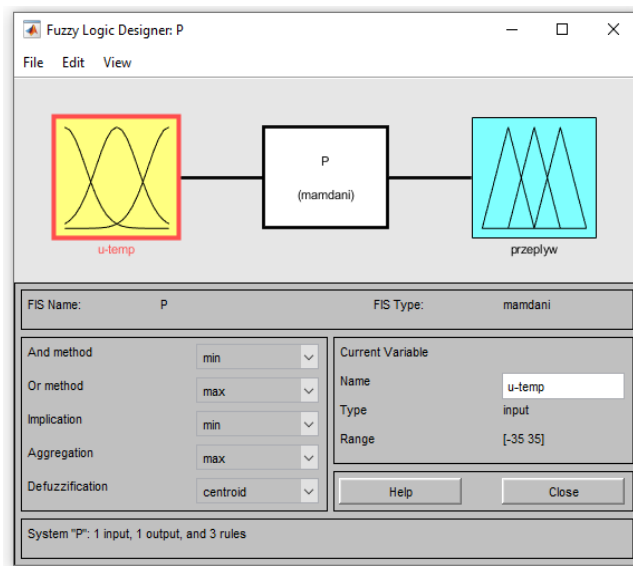 Fuzzy Logic Designer: P
File Edit View
P
(mamdani)
u-temp
przeplyw
FIS Name: P FIS Type: mamdani
And method min
Or method max
Implication min
Aggregation max
Defuzzification centroid
Current Variable
Name u-temp
Type input
Range [-35 35]
Help Close
System "P": 1 input, 1 output, and 3 rules